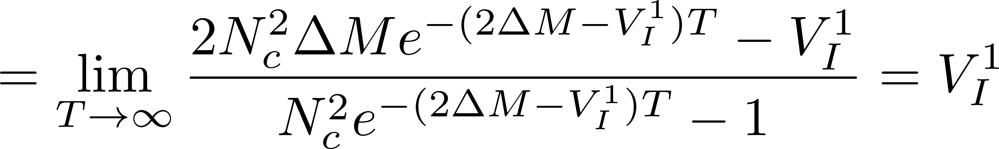 $= \lim_{T \to \infty} \frac{2N_c^2 \Delta M e^{-(2\Delta M - V_I^1)T} - V_I^1}{N_c^2 e^{-(2\Delta M - V_I^1)T} - 1} = V_I^1$